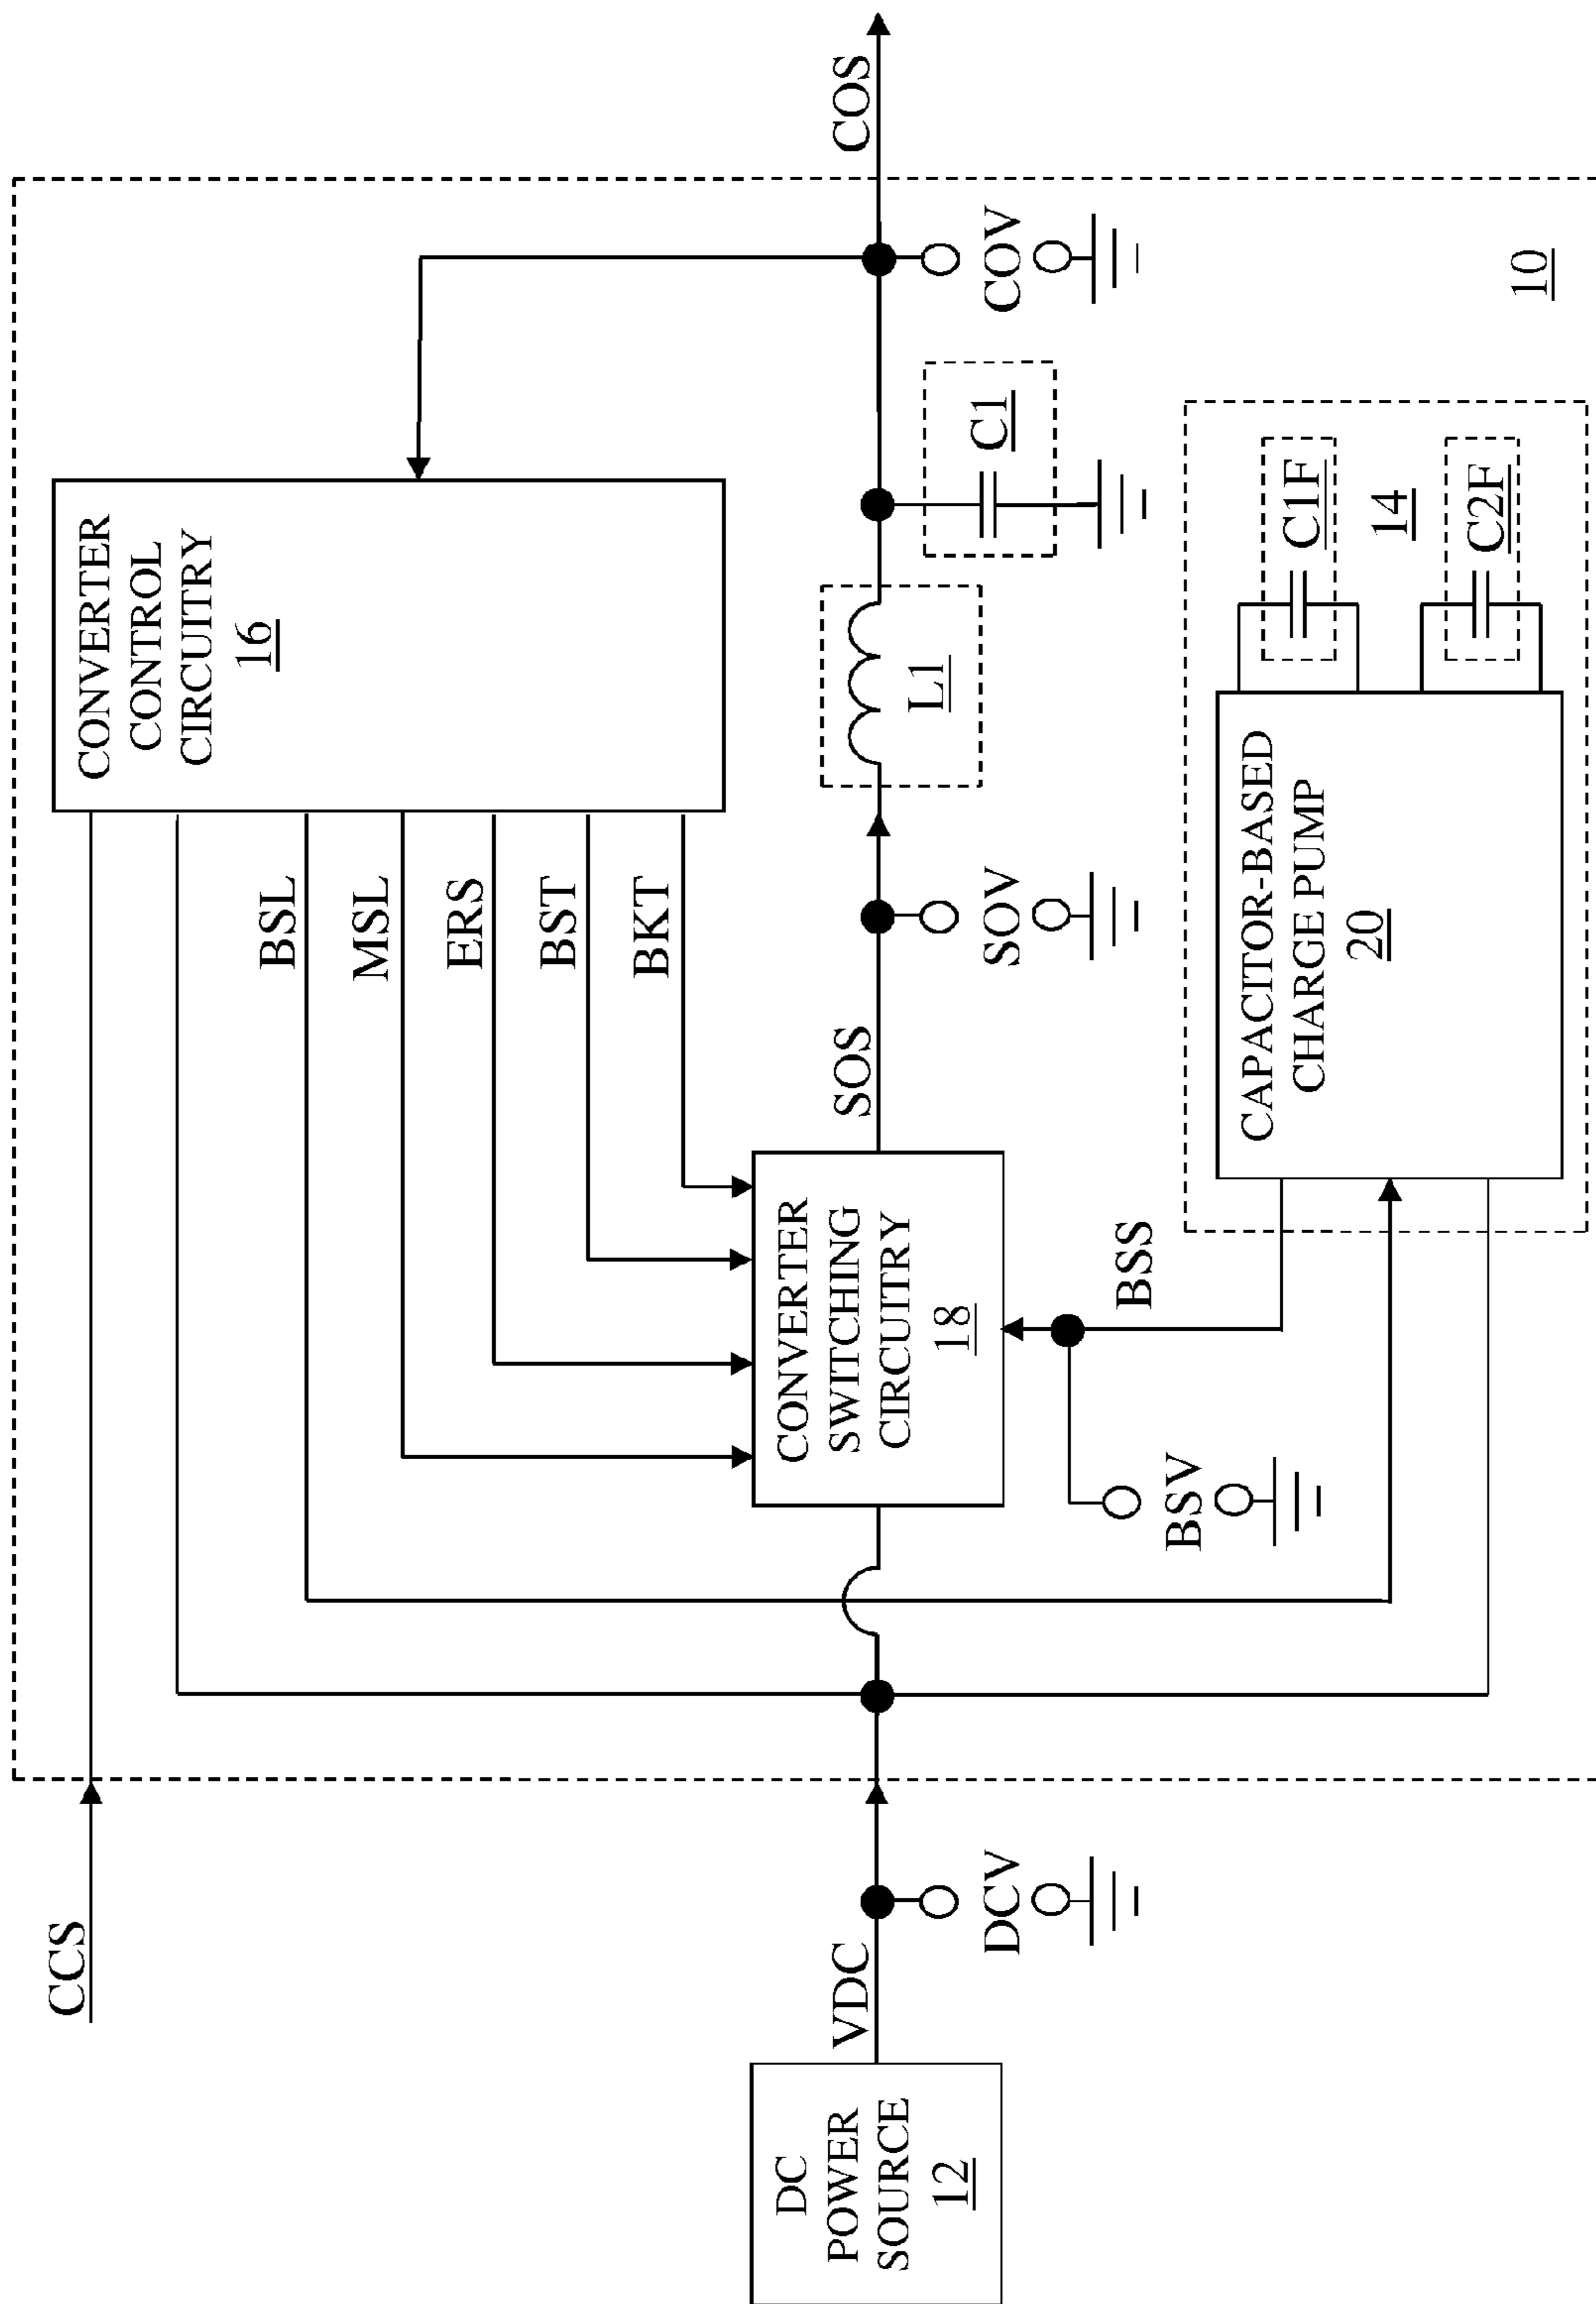 CCS
CONVERTER
CONTROL
CIRCUITRY
16
BSL
MSL
ERS
BST
BKT
DC
POWER
SOURCE
12
VDC
DCV
CONVERTER
SWITCHING
CIRCUITRY
18
SOS
SOV
L1
C1
COV
COS
BSV
BSS
CAPACITOR-BASED
CHARGE PUMP
20
C1F
14
C2F
10